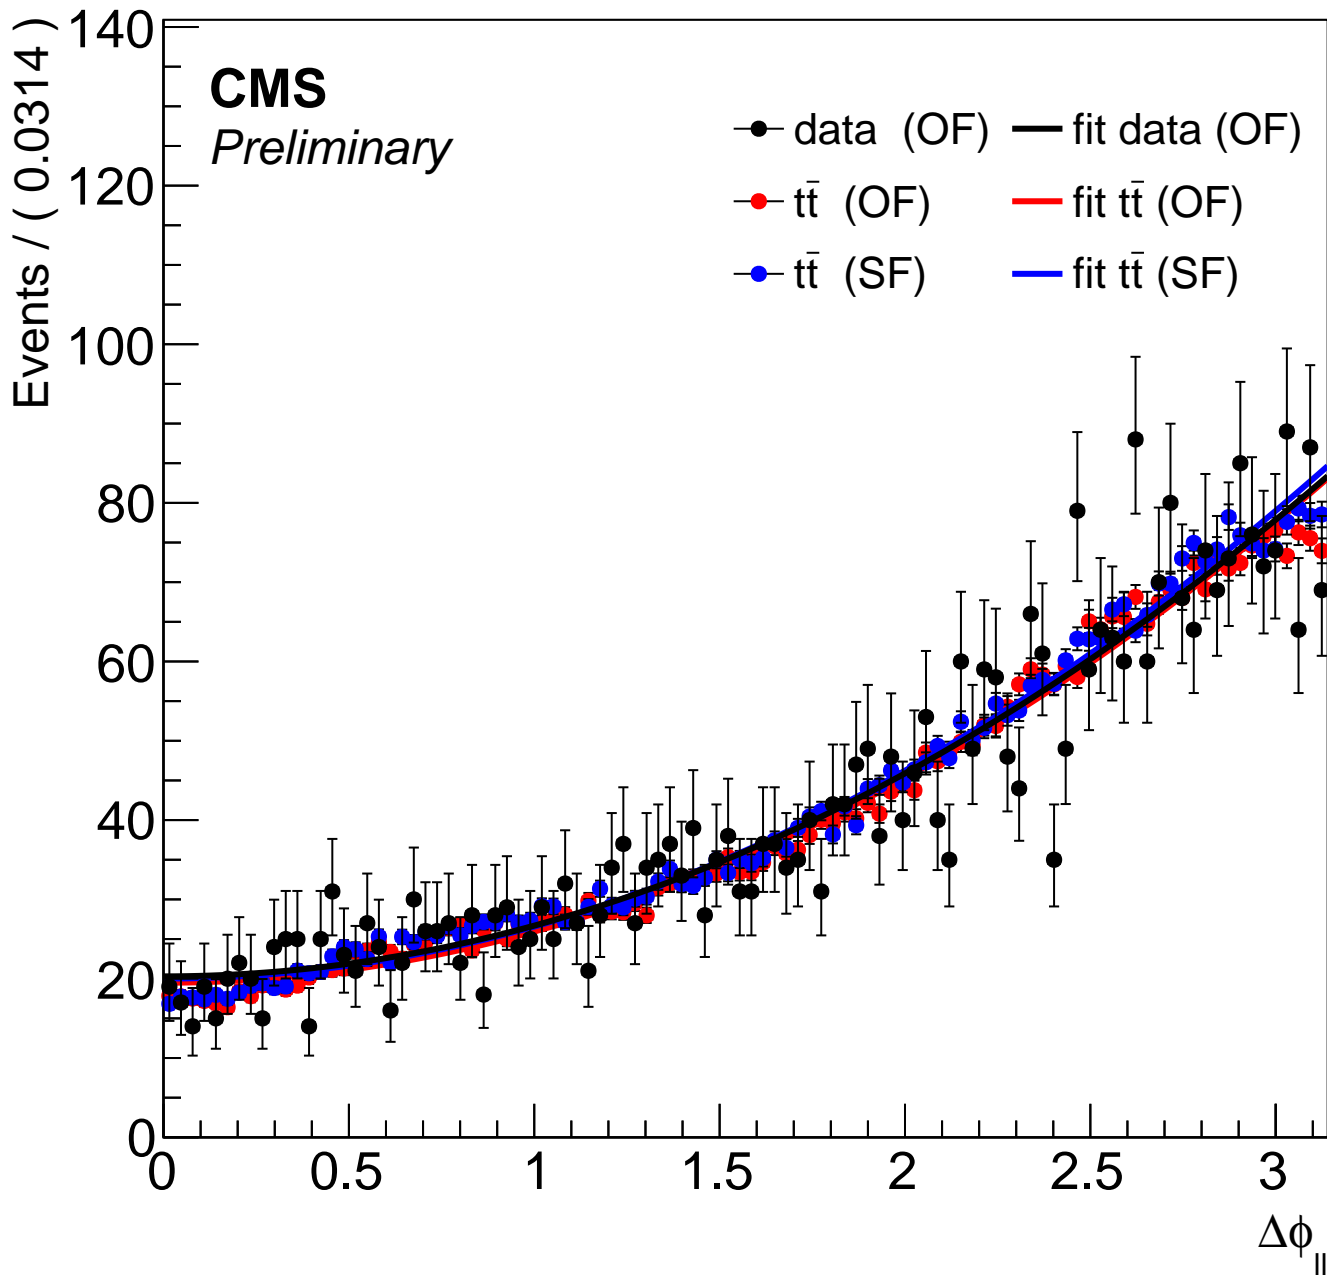 Events / ( 0.0314 )
140
120
100
80
60
40
20
0
CMS
Preliminary
data (OF)
fit data (OF)
tt̄ (OF)
fit tt̄ (OF)
tt̄ (SF)
fit tt̄ (SF)
0 0.5 1 1.5 2 2.5 3
Δϕ_ll